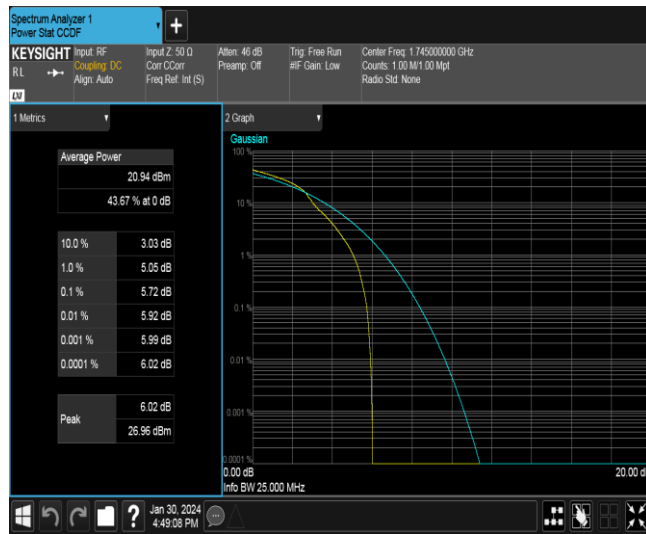 Spectrum Analyzer 1
Power Stat CCDF
+
KEYSIGHT
RL
LXI
Input: RF
Coupling: DC
Align: Auto
Input Z: 50 Ω
Corr CCorr
Freq Ref: Int (S)
Atten: 46 dB
Preamp: Off
Trig: Free Run
#IF Gain: Low
Center Freq: 1.745000000 GHz
Counts: 1.00 M/1.00 Mpt
Radio Std: None
1 Metrics
Average Power
20.94 dBm
43.67 % at 0 dB
10.0 % 3.03 dB
1.0 % 5.05 dB
0.1 % 5.72 dB
0.01 % 5.92 dB
0.001 % 5.99 dB
0.0001 % 6.02 dB
Peak
6.02 dB
26.96 dBm
2 Graph
Gaussian
100 %
10 %
1 %
0.1 %
0.01 %
0.001 %
0.0001 %
0.00 dB
20.00 d
Info BW 25.000 MHz
?
Jan 30, 2024
4:49:08 PM